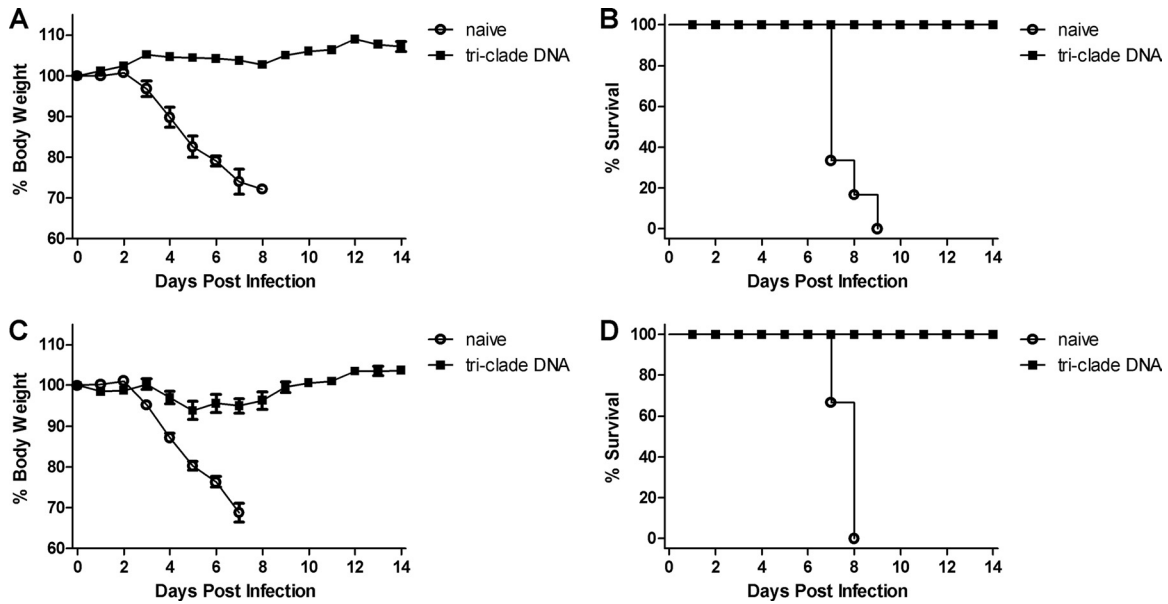 A
110
100
90
80
70
60
% Body Weight
0 2 4 6 8 10 12 14
Days Post Infection
naive
tri-clade DNA
B
100
80
60
40
20
0
% Survival
0 2 4 6 8 10 12 14
Days Post Infection
naive
tri-clade DNA
C
110
100
90
80
70
60
% Body Weight
0 2 4 6 8 10 12 14
Days Post Infection
naive
tri-clade DNA
D
100
80
60
40
20
0
% Survival
0 2 4 6 8 10 12 14
Days Post Infection
naive
tri-clade DNA